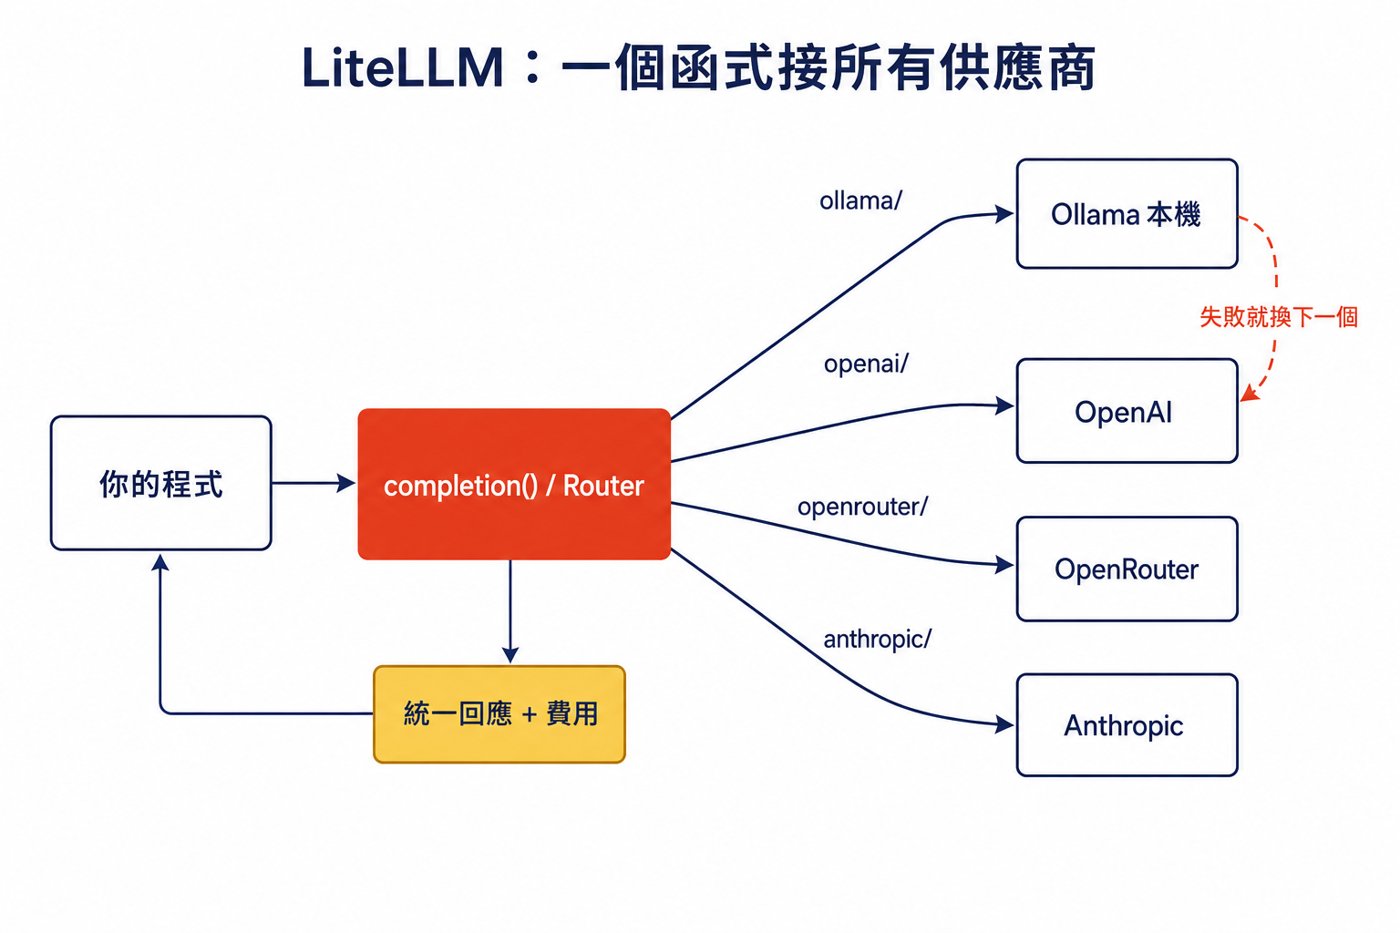 LiteLLM：一個函式接所有供應商
ollama/
Ollama 本機
失敗就換下一個
openai/
OpenAI
你的程式
completion() / Router
openrouter/
OpenRouter
anthropic/
統一回應 + 費用
Anthropic